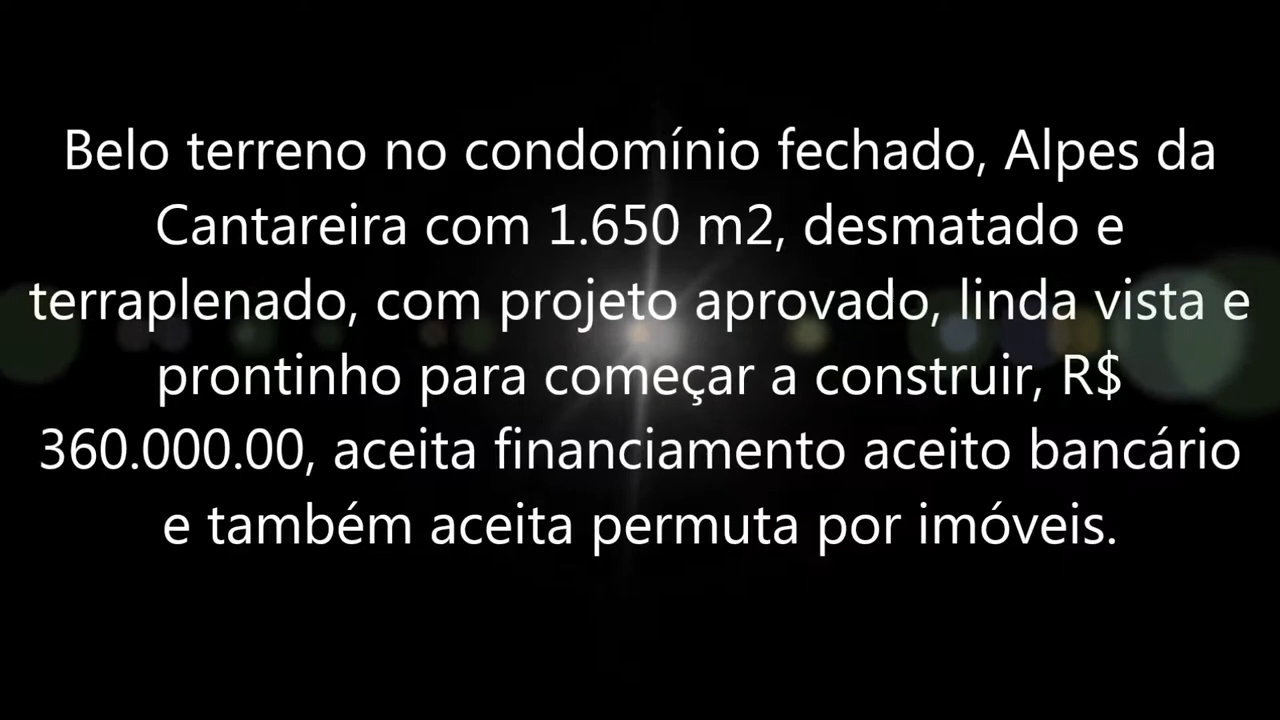 Belo terreno no condomínio fechado, Alpes da
Cantareira com 1.650 m2, desmatado e
terraplenado, com projeto aprovado, linda vista e
prontinho para começar a construir, R$
360.000.00, aceita financiamento aceito bancário
e também aceita permuta por imóveis.